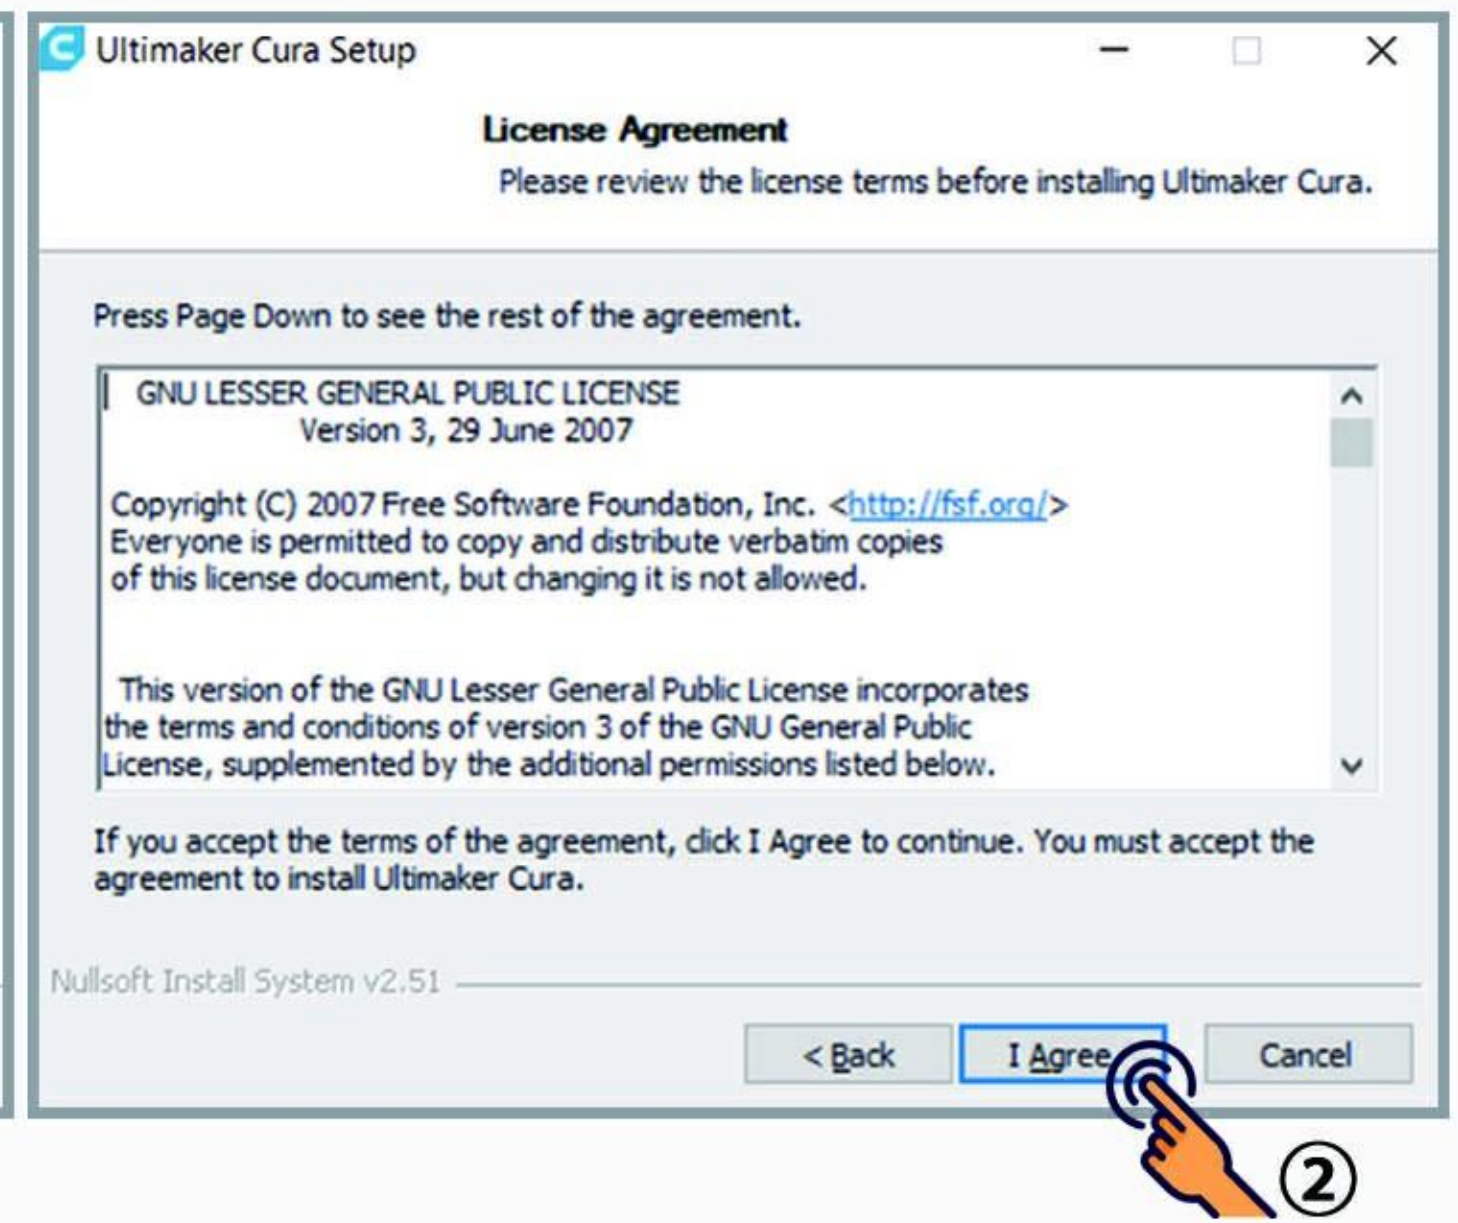 Ultimaker Cura Setup
License Agreement
Please review the license terms before installing Ultimaker Cura.
Press Page Down to see the rest of the agreement.
GNU LESSER GENERAL PUBLIC LICENSE
Version 3, 29 June 2007
Copyright (C) 2007 Free Software Foundation, Inc. <http://fsf.org/>
Everyone is permitted to copy and distribute verbatim copies
of this license document, but changing it is not allowed.
This version of the GNU Lesser General Public License incorporates
the terms and conditions of version 3 of the GNU General Public
License, supplemented by the additional permissions listed below.
If you accept the terms of the agreement, click I Agree to continue. You must accept the
agreement to install Ultimaker Cura.
Nullsoft Install System v2.51
< Back I Agree Cancel
②